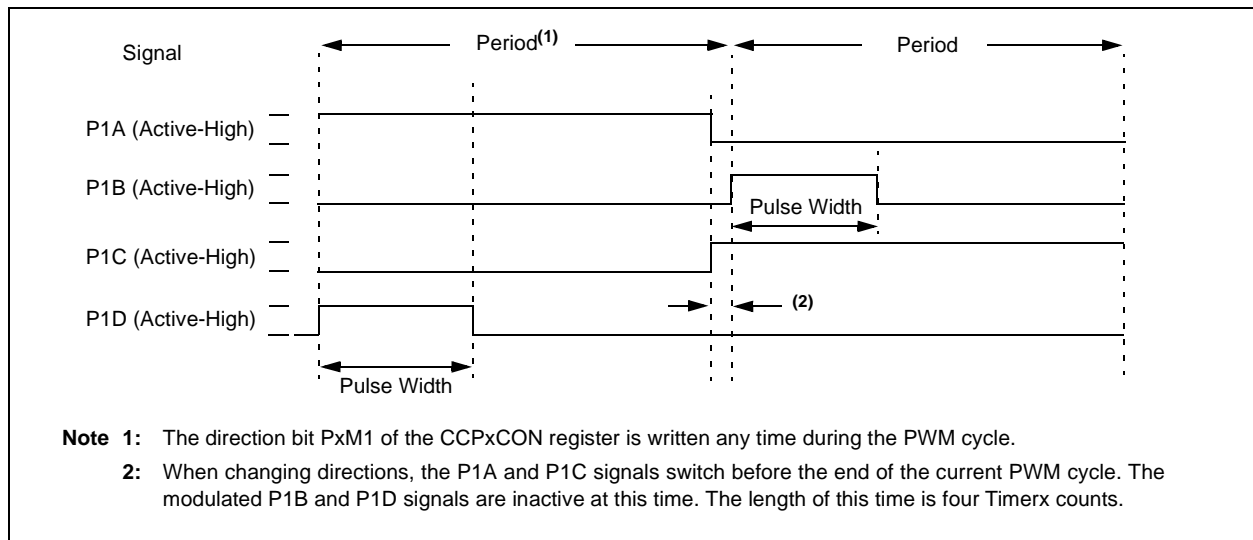 Signal
Period(1)
Period
P1A (Active-High)
P1B (Active-High)
Pulse Width
P1C (Active-High)
(2)
P1D (Active-High)
Pulse Width
Note 1: The direction bit PxM1 of the CCPxCON register is written any time during the PWM cycle.
2: When changing directions, the P1A and P1C signals switch before the end of the current PWM cycle. The
modulated P1B and P1D signals are inactive at this time. The length of this time is four Timerx counts.